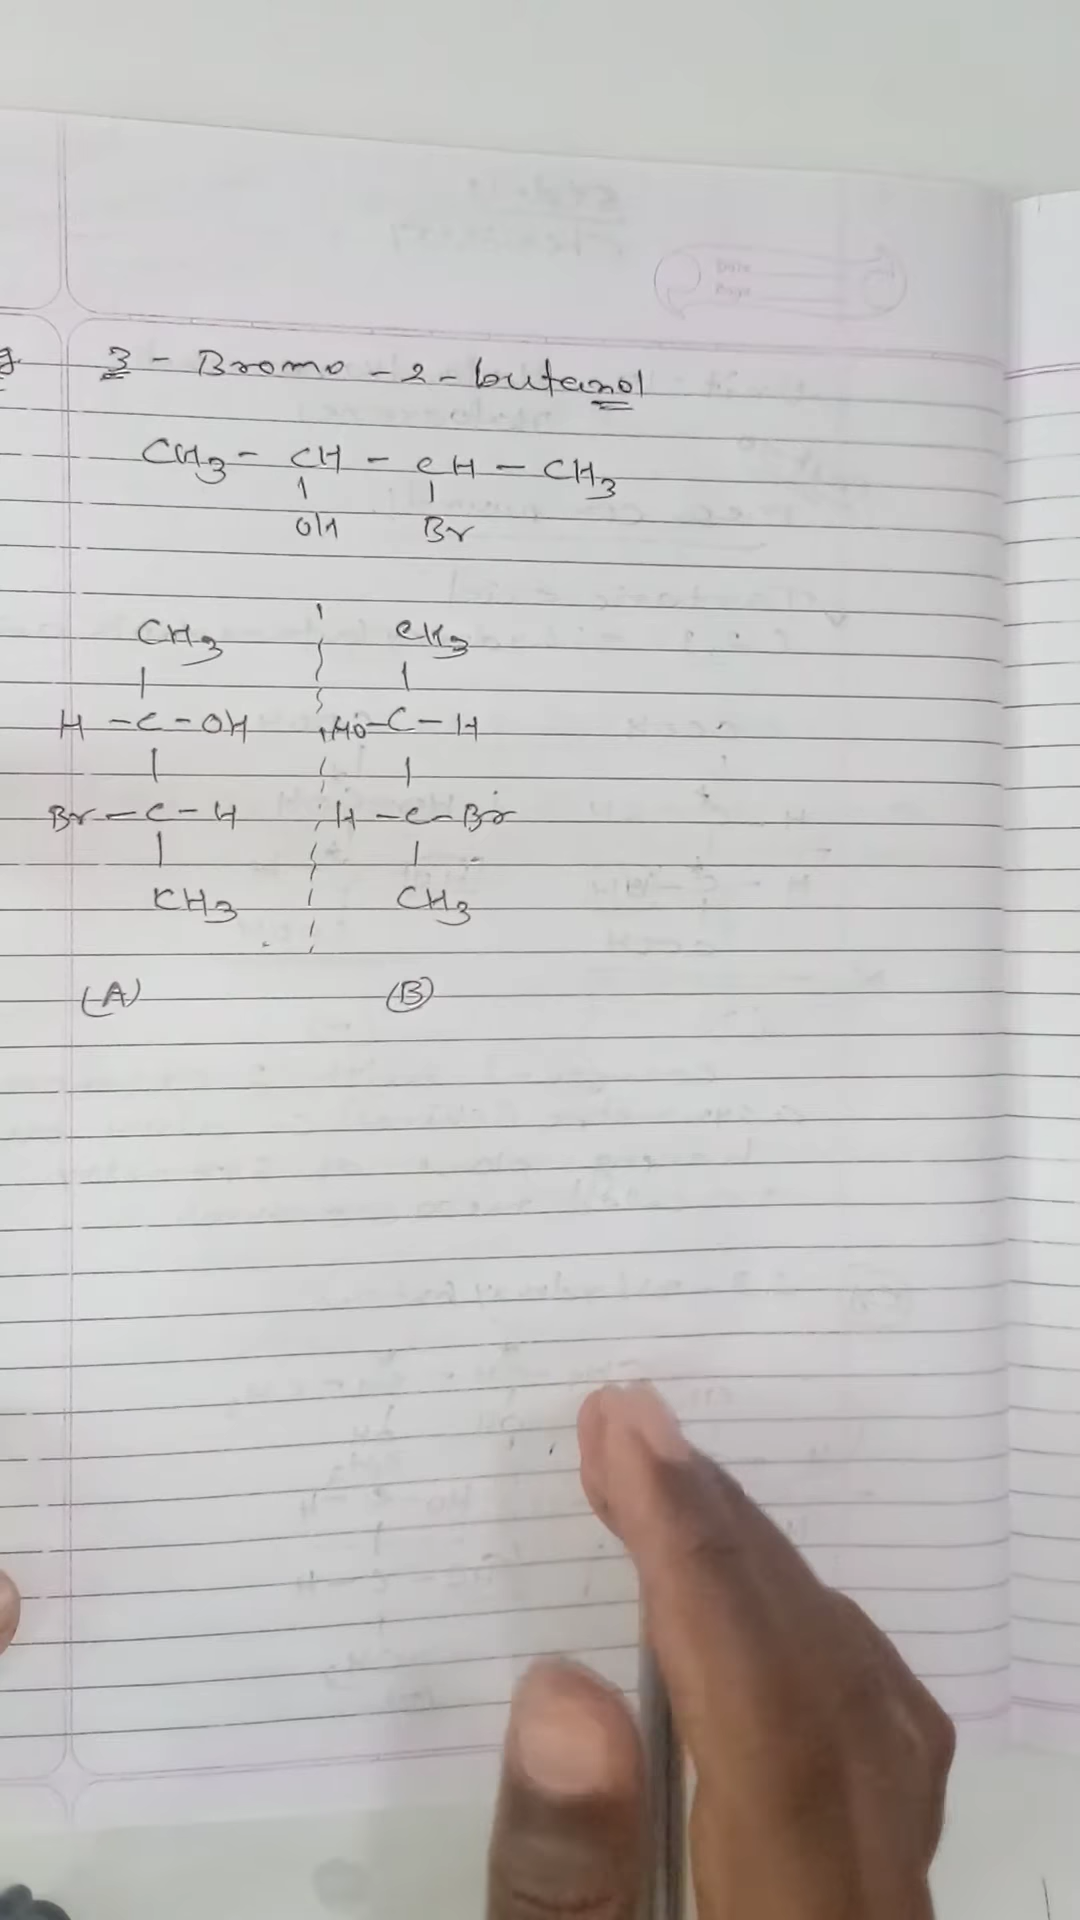 3 - Bromo - 2 - butanol
CH3 - CH - CH - CH3
OH Br
CH3 CH3
H - C - OH HO - C - H
Br - C - H H - C - Br
CH3 CH3
(A) (B)